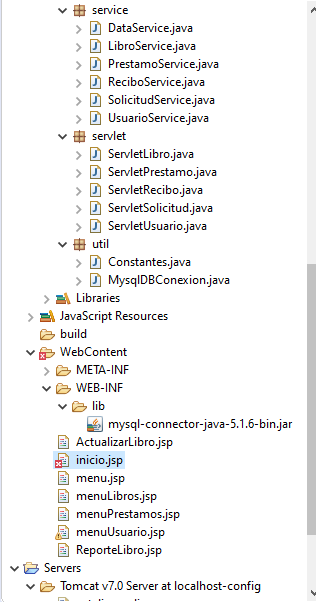 service
DataService.java
LibroService.java
PrestamoService.java
ReciboService.java
SolicitudService.java
UsuarioService.java
servlet
ServletLibro.java
ServletPrestamo.java
ServletRecibo.java
ServletSolicitud.java
ServletUsuario.java
util
Constantes.java
MysqlDBConexion.java
Libraries
JavaScript Resources
build
WebContent
META-INF
WEB-INF
lib
mysql-connector-java-5.1.6-bin.jar
ActualizarLibro.jsp
inicio.jsp
menu.jsp
menuLibros.jsp
menuPrestamos.jsp
menuUsuario.jsp
ReporteLibro.jsp
Servers
Tomcat v7.0 Server at localhost-config